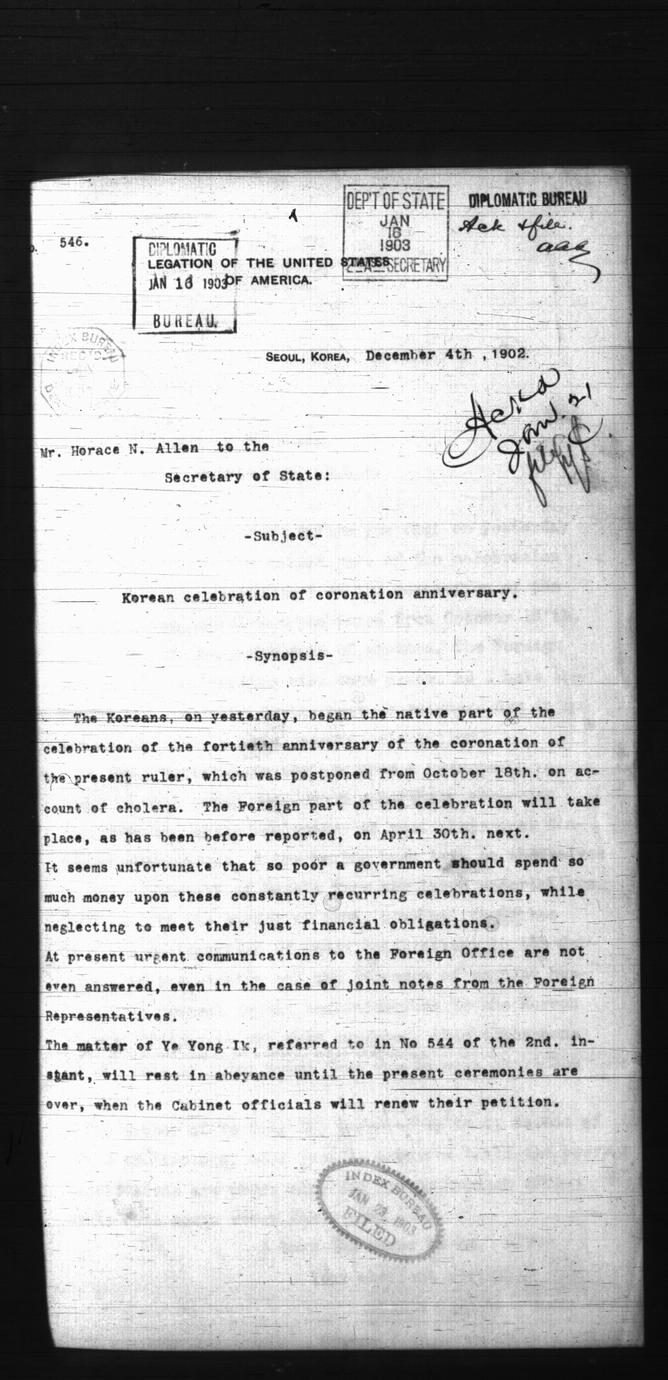 546.
DEP'T OF STATE
JAN
16
1903
SECRETARY
DIPLOMATIC BUREAU
Ack & file.
aaa
DIPLOMATIC
JAN 16 1903
BUREAU.
LEGATION OF THE UNITED STATES
OF AMERICA.
INDEX BUREAU
SEOUL, KOREA, December 4th , 1902.
Jan. 21
Mr. Horace N. Allen to the
Secretary of State:
-Subject-
Korean celebration of coronation anniversary.
-Synopsis-
The Koreans, on yesterday, began the native part of the
celebration of the fortieth anniversary of the coronation of
the present ruler, which was postponed from October 18th. on ac-
count of cholera. The Foreign part of the celebration will take
place, as has been before reported, on April 30th. next.
It seems unfortunate that so poor a government should spend so
much money upon these constantly recurring celebrations, while
neglecting to meet their just financial obligations.
At present urgent communications to the Foreign Office are not
even answered, even in the case of joint notes from the Foreign
Representatives.
The matter of Ye Yong Ik, referred to in No 544 of the 2nd. in-
stant, will rest in abeyance until the present ceremonies are
over, when the Cabinet officials will renew their petition.
INDEX BUREAU
JAN 1903
FILED